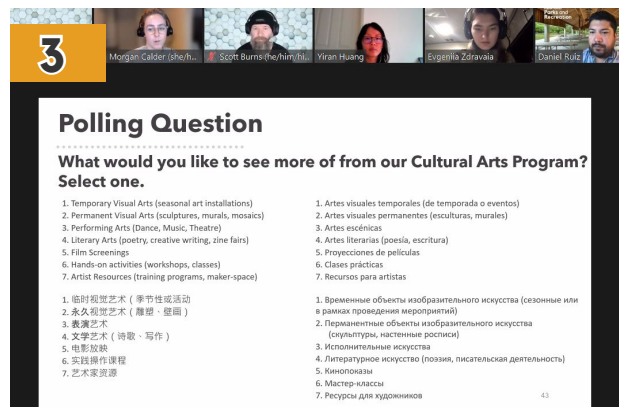 3
Parks and
Recreation
Morgan Calder (she/h...
Scott Burns (he/him/hi...
Yiran Huang
Evgeniia Zdravaia
Daniel Ruiz
Polling Question
What would you like to see more of from our Cultural Arts Program?
Select one.
1. Temporary Visual Arts (seasonal art installations)
2. Permanent Visual Arts (sculptures, murals, mosaics)
3. Performing Arts (Dance, Music, Theatre)
4. Literary Arts (poetry, creative writing, zine fairs)
5. Film Screenings
6. Hands-on activities (workshops, classes)
7. Artist Resources (training programs, maker-space)
1. Artes visuales temporales (de temporada o eventos)
2. Artes visuales permanentes (esculturas, murales)
3. Artes escénicas
4. Artes literarias (poesía, escritura)
5. Proyecciones de películas
6. Clases prácticas
7. Recursos para artistas
1. 临时视觉艺术（季节性或活动
2. 永久视觉艺术（雕塑、壁画）
3. 表演艺术
4. 文学艺术（诗歌、写作）
5. 电影放映
6. 实践操作课程
7. 艺术家资源
1. Временные объекты изобразительного искусства (сезонные или
в рамках проведения мероприятий)
2. Перманентные объекты изобразительного искусства
(скульптуры, настенные росписи)
3. Исполнительные искусства
4. Литературное искусство (поэзия, писательская деятельность)
5. Кинопоказы
6. Мастер-классы
7. Ресурсы для художников
43